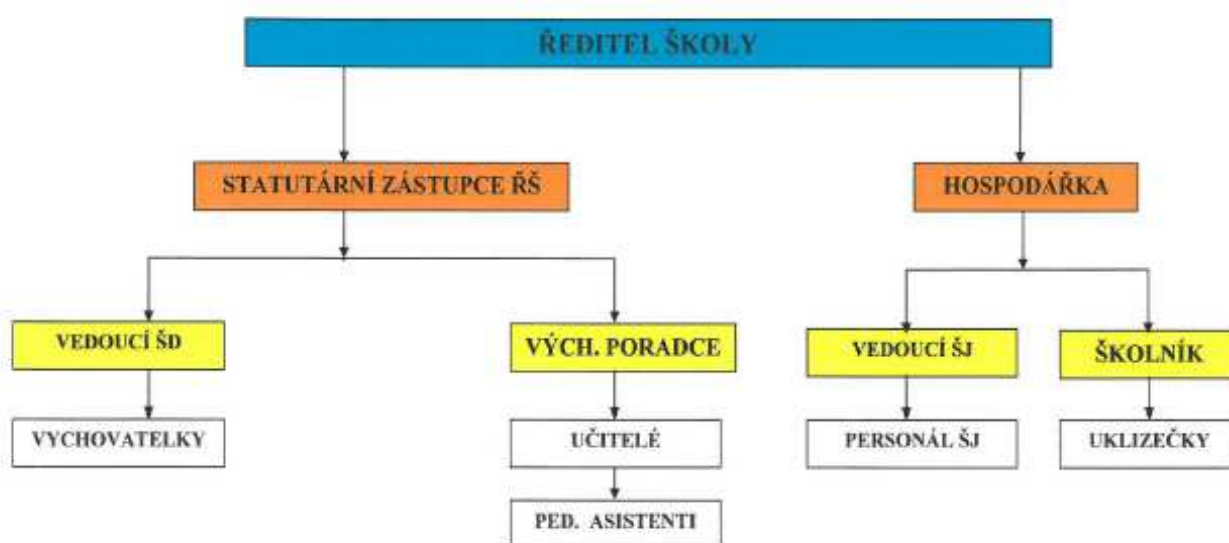 ŘEDITEL ŠKOLY
STATUTÁRNÍ ZÁSTUPCE ŘŠ
HOSPODÁŘKA
VEDOUCÍ ŠD
VÝCH. PORADCE
VEDOUCÍ ŠJ
ŠKOLNÍK
VYCHOVATELKY
UČITELÉ
PERSONÁL ŠJ
UKLIZEČKY
PED. ASISTENTI